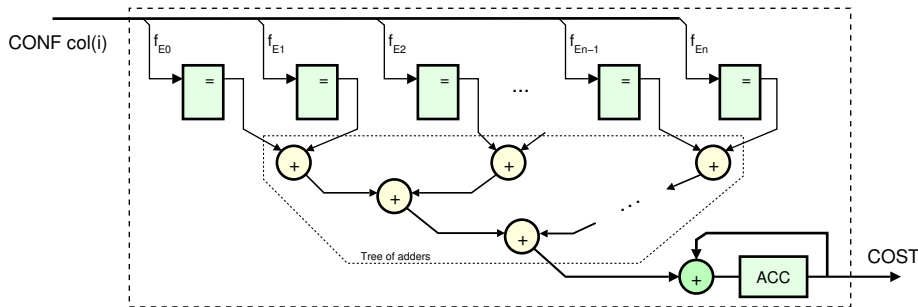 CONF col(i)
fE0
fE1
fE2
fEn−1
fEn
= = = ... = =
+ + +
+ ...
+
Tree of adders
+ ACC
COST